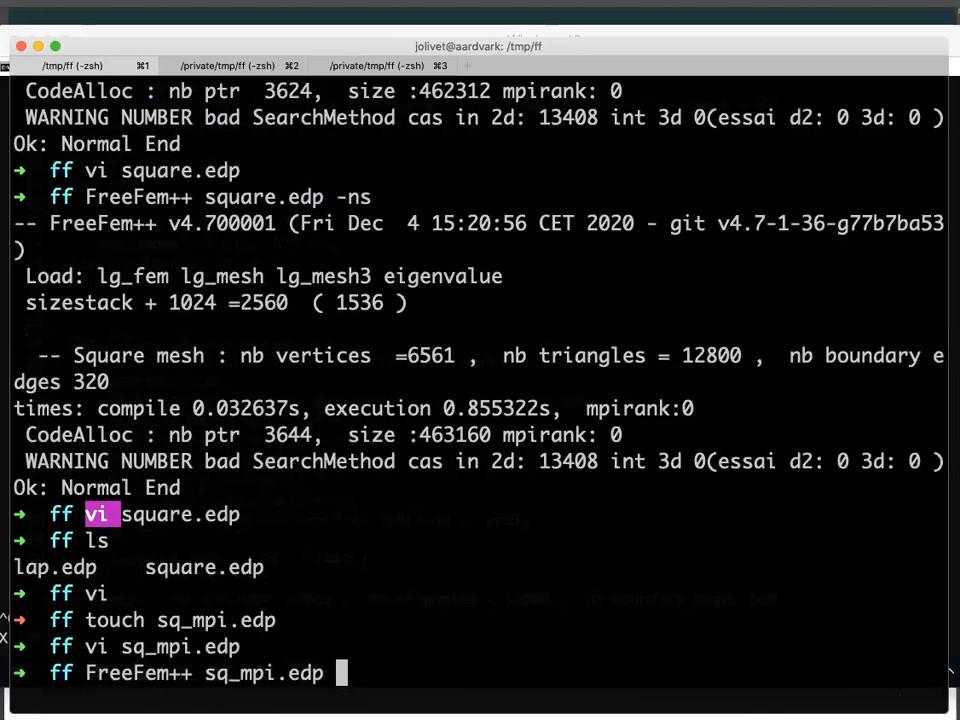 jolivet@aardvark: /tmp/ff
/tmp/ff (-zsh) ⌘1 /private/tmp/ff (-zsh) ⌘2 /private/tmp/ff (-zsh) ⌘3 +
CodeAlloc : nb ptr  3624,  size :462312 mpirank: 0
WARNING NUMBER bad SearchMethod cas in 2d: 13408 int 3d 0(essai d2: 0 3d: 0 )
Ok: Normal End
➜  ff vi square.edp
➜  ff FreeFem++ square.edp -ns
-- FreeFem++ v4.700001 (Fri Dec  4 15:20:56 CET 2020 - git v4.7-1-36-g77b7ba53
)
Load: lg_fem lg_mesh lg_mesh3 eigenvalue
sizestack + 1024 =2560  ( 1536 )
-- Square mesh : nb vertices  =6561 ,  nb triangles = 12800 ,  nb boundary e
dges 320
times: compile 0.032637s, execution 0.855322s,  mpirank:0
CodeAlloc : nb ptr  3644,  size :463160 mpirank: 0
WARNING NUMBER bad SearchMethod cas in 2d: 13408 int 3d 0(essai d2: 0 3d: 0 )
Ok: Normal End
➜  ff vi square.edp
➜  ff ls
lap.edp    square.edp
➜  ff vi
➜  ff touch sq_mpi.edp
➜  ff vi sq_mpi.edp
➜  ff FreeFem++ sq_mpi.edp